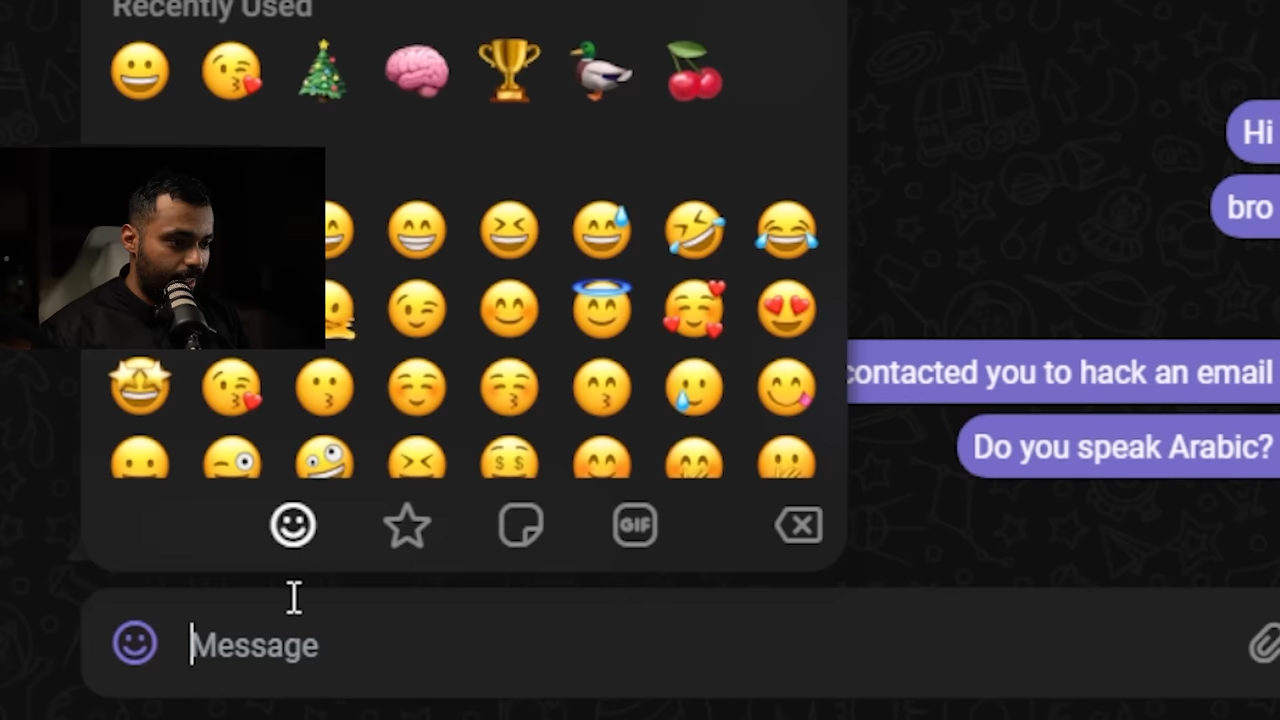 Recently Used
Hi
bro
contacted you to hack an email
Do you speak Arabic?
GIF
Message